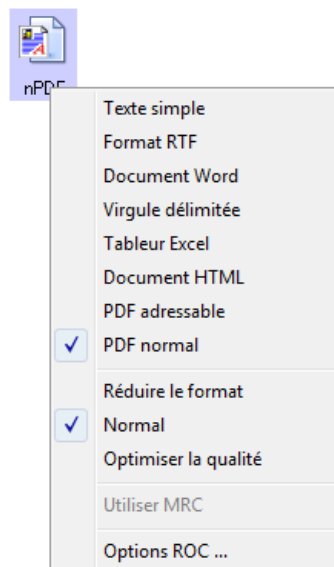 nPDF
Texte simple
Format RTF
Document Word
Virgule délimitée
Tableur Excel
Document HTML
PDF adressable
PDF normal
Réduire le format
Normal
Optimiser la qualité
Utiliser MRC
Options ROC ...